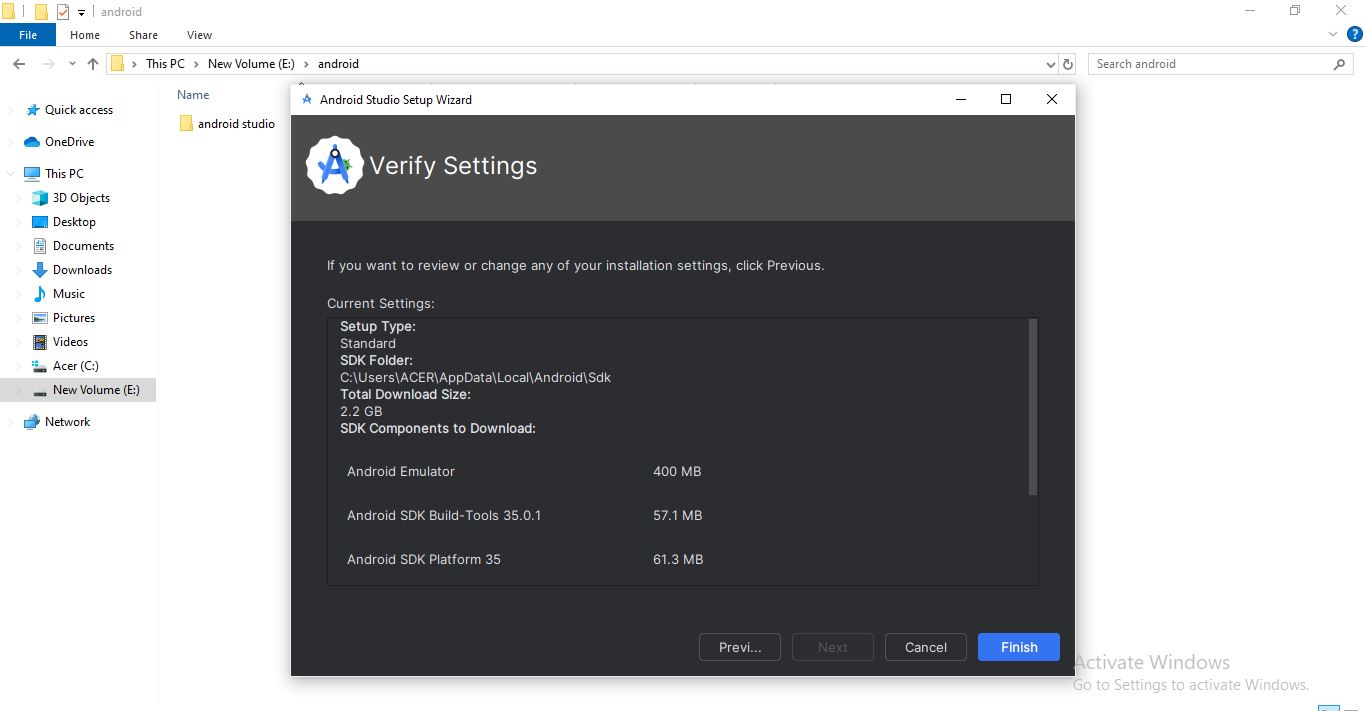 android
File Home Share View
This PC New Volume (E:) android
Search android
Name
android studio
Quick access
OneDrive
This PC
3D Objects
Desktop
Documents
Downloads
Music
Pictures
Videos
Acer (C:)
New Volume (E:)
Network
Android Studio Setup Wizard
Verify Settings
If you want to review or change any of your installation settings, click Previous.
Current Settings:
Setup Type:
Standard
SDK Folder:
C:\Users\ACER\AppData\Local\Android\Sdk
Total Download Size:
2.2 GB
SDK Components to Download:
Android Emulator 400 MB
Android SDK Build-Tools 35.0.1 57.1 MB
Android SDK Platform 35 61.3 MB
Previ... Next Cancel Finish
Activate Windows
Go to Settings to activate Windows.